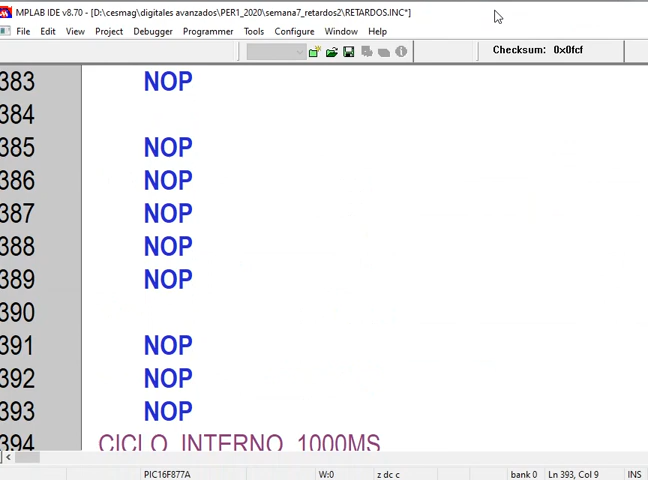 MPLAB IDE v8.70 - [D:\cesmag\digitales avanzados\PER1_2020\semana7_retardos2\RETARDOS.INC*]
File Edit View Project Debugger Programmer Tools Configure Window Help
Checksum: 0x0fcf
383 NOP
384
385 NOP
386 NOP
387 NOP
388 NOP
389 NOP
390
391 NOP
392 NOP
393 NOP
394 CICLO_INTERNO_1000MS
PIC16F877A W:0 z dc c bank 0 Ln 393, Col 9 INS